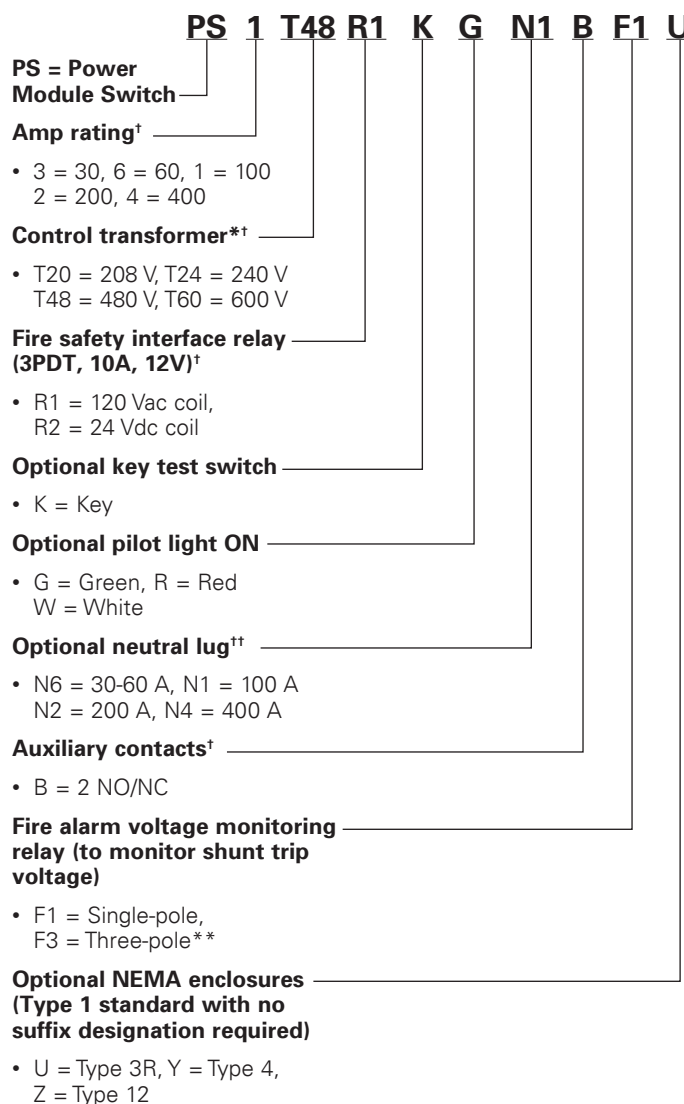 PS 1 T48 R1 K G N1 B F1 U
PS = Power
Module Switch
Amp rating†
• 3 = 30, 6 = 60, 1 = 100
2 = 200, 4 = 400
Control transformer*†
• T20 = 208 V, T24 = 240 V
T48 = 480 V, T60 = 600 V
Fire safety interface relay
(3PDT, 10A, 12V)†
• R1 = 120 Vac coil,
R2 = 24 Vdc coil
Optional key test switch
• K = Key
Optional pilot light ON
• G = Green, R = Red
W = White
Optional neutral lug††
• N6 = 30-60 A, N1 = 100 A
N2 = 200 A, N4 = 400 A
Auxiliary contacts†
• B = 2 NO/NC
Fire alarm voltage monitoring
relay (to monitor shunt trip
voltage)
• F1 = Single-pole,
F3 = Three-pole**
Optional NEMA enclosures
(Type 1 standard with no
suffix designation required)
• U = Type 3R, Y = Type 4,
Z = Type 12